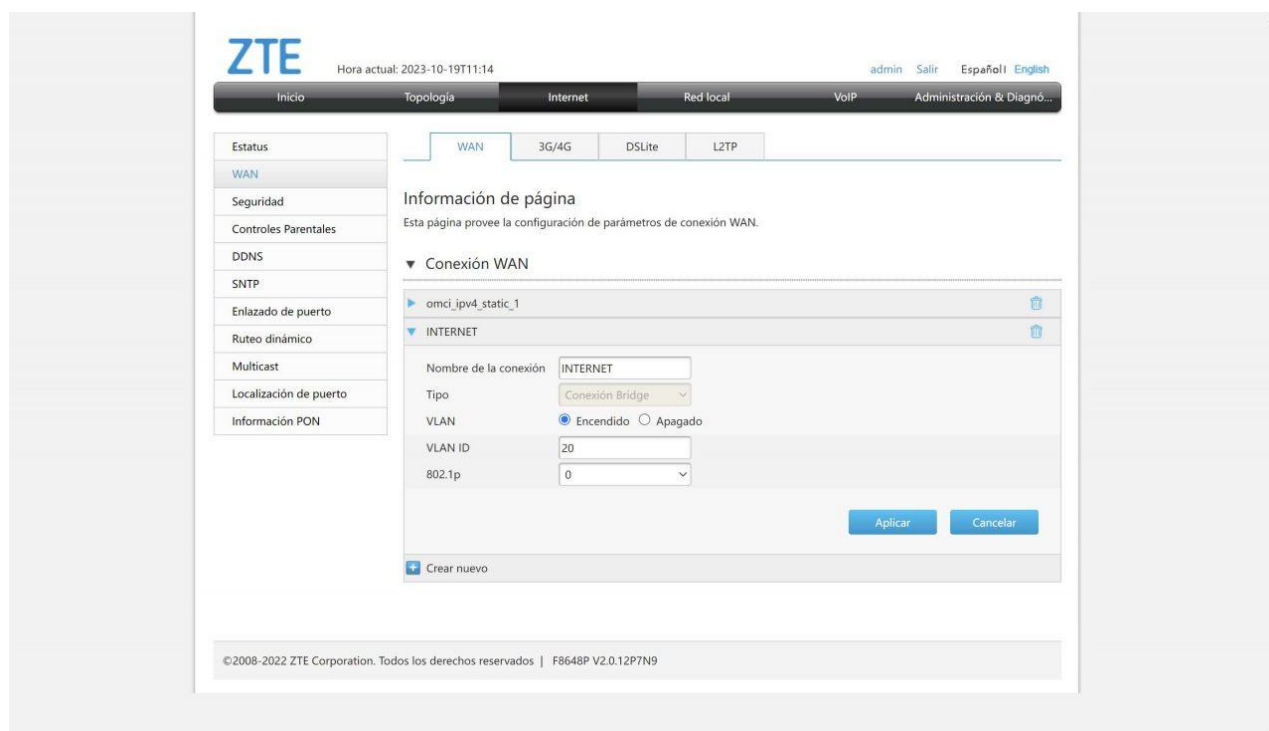 ZTE
Hora actual: 2023-10-19T11:14
admin Salir Español| English
Inicio Topología Internet Red local VoIP Administración & Diagnó...
Estatus
WAN
Seguridad
Controles Parentales
DDNS
SNTP
Enlazado de puerto
Ruteo dinámico
Multicast
Localización de puerto
Información PON
WAN 3G/4G DSLite L2TP
Información de página
Esta página provee la configuración de parámetros de conexión WAN.
Conexión WAN
omci_ipv4_static_1
INTERNET
Nombre de la conexión INTERNET
Tipo Conexión Bridge
VLAN Encendido Apagado
VLAN ID 20
802.1p 0
Aplicar Cancelar
Crear nuevo
©2008-2022 ZTE Corporation. Todos los derechos reservados | F8648P V2.0.12P7N9